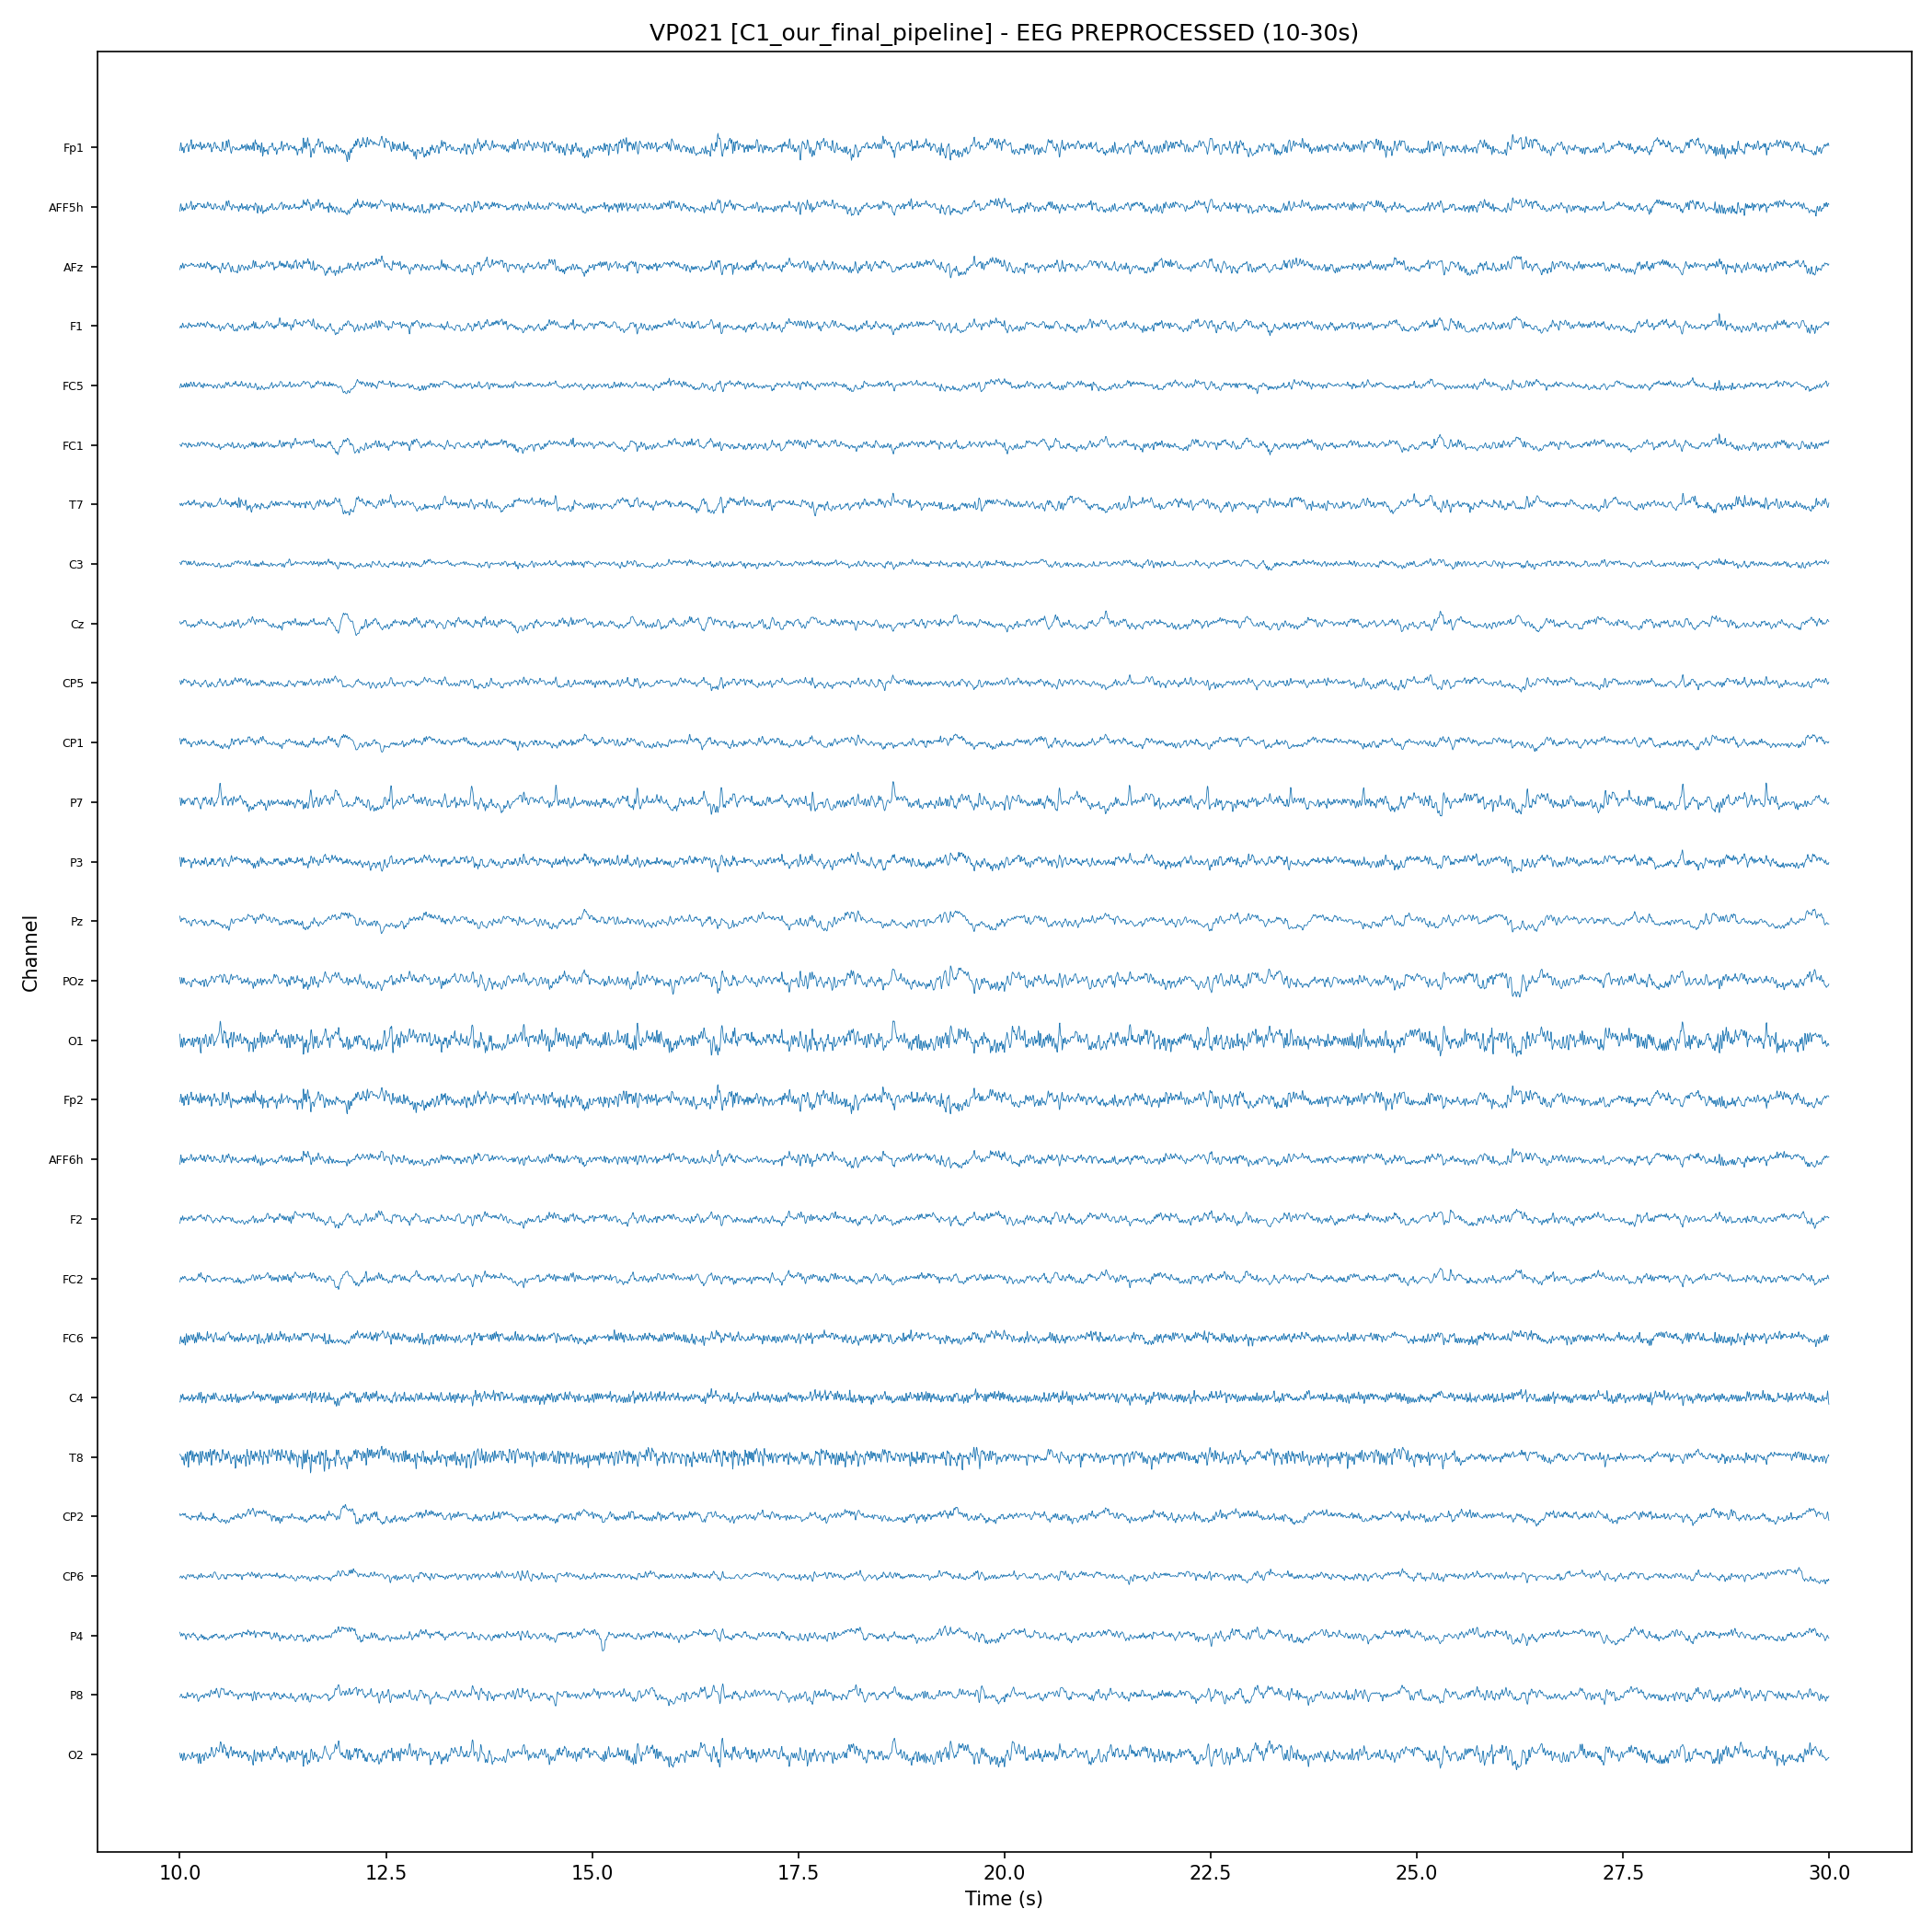 VP021 [C1_our_final_pipeline] - EEG PREPROCESSED (10-30s)
Channel
Fp1
AFF5h
AFz
F1
FC5
FC1
T7
C3
Cz
CP5
CP1
P7
P3
Pz
POz
O1
Fp2
AFF6h
F2
FC2
FC6
C4
T8
CP2
CP6
P4
P8
O2
10.0 12.5 15.0 17.5 20.0 22.5 25.0 27.5 30.0
Time (s)